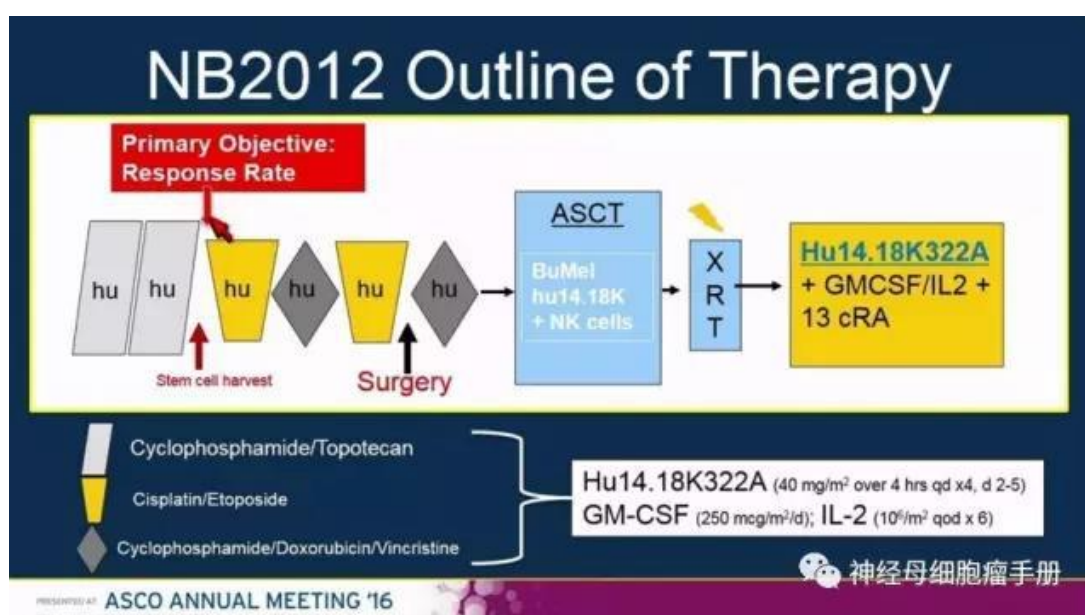 NB2012 Outline of Therapy
Primary Objective:
Response Rate
hu
hu
hu
hu
hu
hu
Stem cell harvest
Surgery
ASCT
BuMel
hu14.18K
+ NK cells
X
R
T
Hu14.18K322A
+ GMCSF/IL2 +
13 cRA
Cyclophosphamide/Topotecan
Cisplatin/Etoposide
Cyclophosphamide/Doxorubicin/Vincristine
Hu14.18K322A (40 mg/m² over 4 hrs qd x4, d 2-5)
GM-CSF (250 mcg/m²/d); IL-2 (10⁶/m² qod x 6)
神经母细胞瘤手册
PRESENTED AT: ASCO ANNUAL MEETING '16